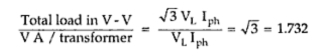 Total load in V - V / V A / transformer = √3 V_L I_ph / V_L I_ph = √3 = 1.732